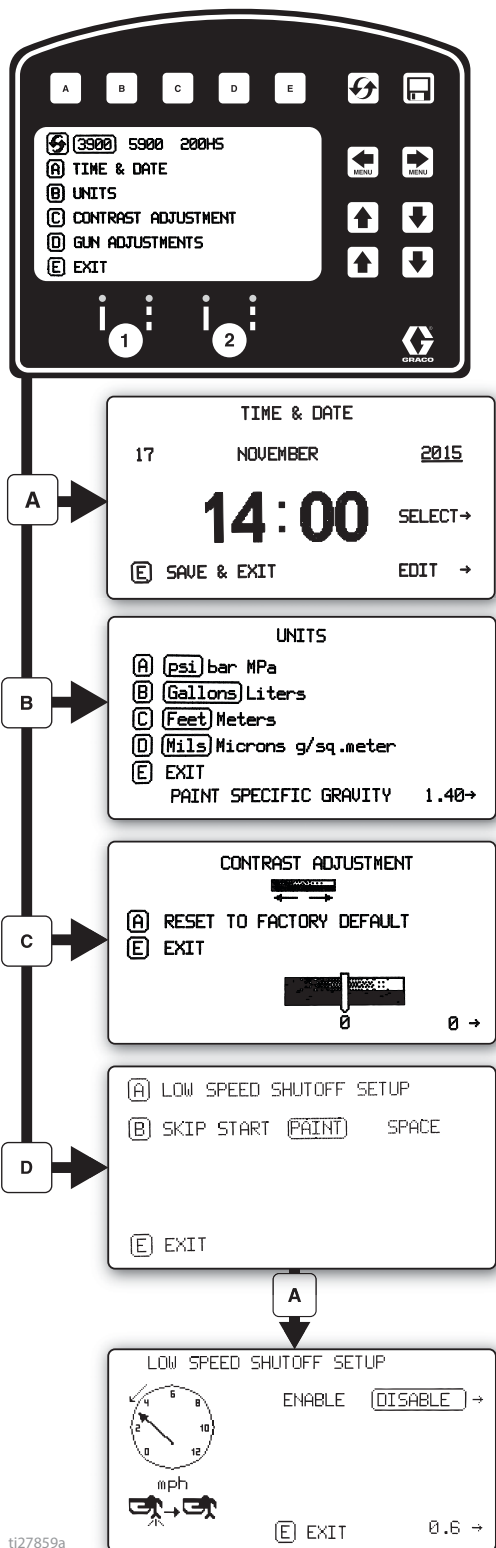 A B C D E
3900 5900 200HS
A TIME & DATE
B UNITS
C CONTRAST ADJUSTMENT
D GUN ADJUSTMENTS
E EXIT
MENU MENU
1 2
GRACO
A
TIME & DATE
17 NOVEMBER 2015
14:00 SELECT→
E SAVE & EXIT EDIT →
B
UNITS
A psi bar MPa
B Gallons Liters
C Feet Meters
D Mils Microns g/sq.meter
E EXIT
PAINT SPECIFIC GRAVITY 1.40→
C
CONTRAST ADJUSTMENT
A RESET TO FACTORY DEFAULT
E EXIT
0 0 →
D
A LOW SPEED SHUTOFF SETUP
B SKIP START PAINT SPACE
E EXIT
A
LOW SPEED SHUTOFF SETUP
0 2 4 6 8 10 12
ENABLE DISABLE →
mph
E EXIT 0.6 →
ti27859a